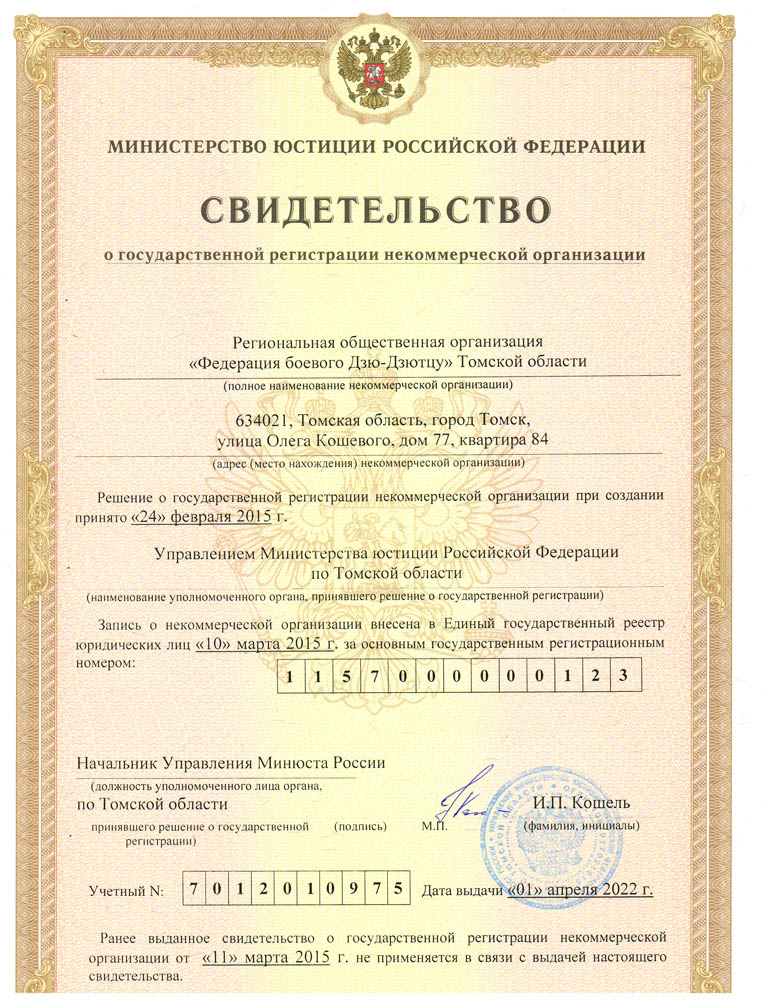 МИНИСТЕРСТВО ЮСТИЦИИ РОССИЙСКОЙ ФЕДЕРАЦИИ
СВИДЕТЕЛЬСТВО
о государственной регистрации некоммерческой организации
Региональная общественная организация
«Федерация боевого Дзю-Дзютцу» Томской области
(полное наименование некоммерческой организации)
634021, Томская область, город Томск,
улица Олега Кошевого, дом 77, квартира 84
(адрес (место нахождения) некоммерческой организации)
Решение о государственной регистрации некоммерческой организации при создании
принято «24» февраля 2015 г.
Управлением Министерства юстиции Российской Федерации
по Томской области
(наименование уполномоченного органа, принявшего решение о государственной регистрации)
Запись о некоммерческой организации внесена в Единый государственный реестр
юридических лиц «10» марта 2015 г. за основным государственным регистрационным
номером:
1 1 5 7 0 0 0 0 0 0 1 2 3
Начальник Управления Минюста России
(должность уполномоченного лица органа,
по Томской области
И.П. Кошель
принявшего решение о государственной (подпись) М.П. (фамилия, инициалы)
регистрации)
Учетный N: 7 0 1 2 0 1 0 9 7 5 Дата выдачи «01» апреля 2022 г.
Ранее выданное свидетельство о государственной регистрации некоммерческой
организации от «11» марта 2015 г. не применяется в связи с выдачей настоящего
свидетельства.